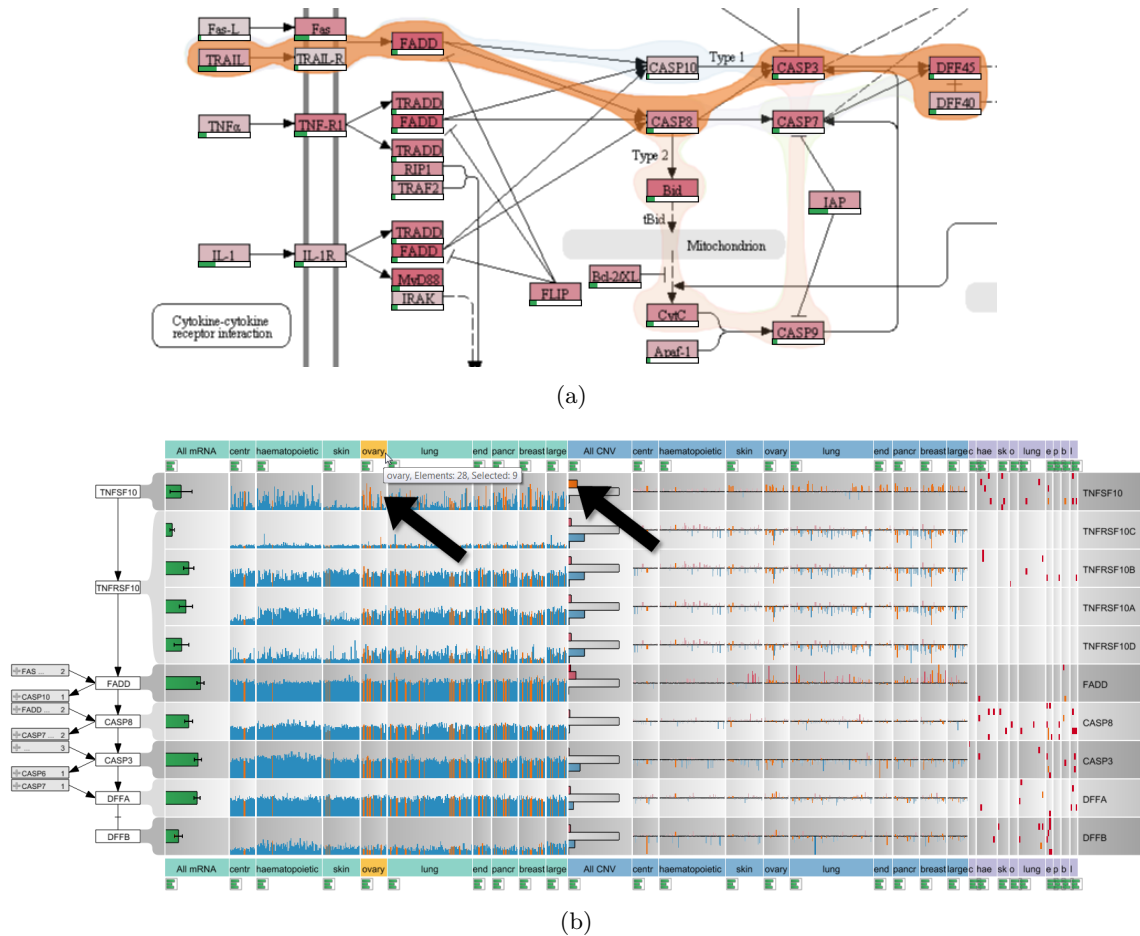 Fas-L Fas
TRAIL TRAIL-R FADD CASP10 Type 1 CASP3 DFF45
DFF40
TRADD
TNFα TNF-R1 FADD CASP8 CASP7
TRADD Type 2
RIP1
TRAF2 Bid IAP
tBid
TRADD
IL-1 IL-1R FADD Mitochondrion
MyD88 Bcl-2/XL
IRAK FLIP
CytC
Cytokine-cytokine
receptor interaction
CASP9
Apaf-1
(a)
All mRNA centr haematopoietic skin ovary lung end pancr breast large All CNV centr haematopoietic skin ovary lung end pancr breast large c hae sk o lung e p b l
ovary, Elements: 28, Selected: 9
TNFSF10 TNFSF10
TNFRSF10C
TNFRSF10 TNFRSF10B
TNFRSF10A
TNFRSF10D
FAS ... 2
FADD FADD
CASP10 1
FADD ... 2
CASP8 CASP8
CASP7 ... 2
... 3
CASP3 CASP3
CASP6 1
CASP7 1
DFFA DFFA
DFFB DFFB
All mRNA centr haematopoietic skin ovary lung end pancr breast large All CNV centr haematopoietic skin ovary lung end pancr breast large c hae sk o lung e p b l
(b)